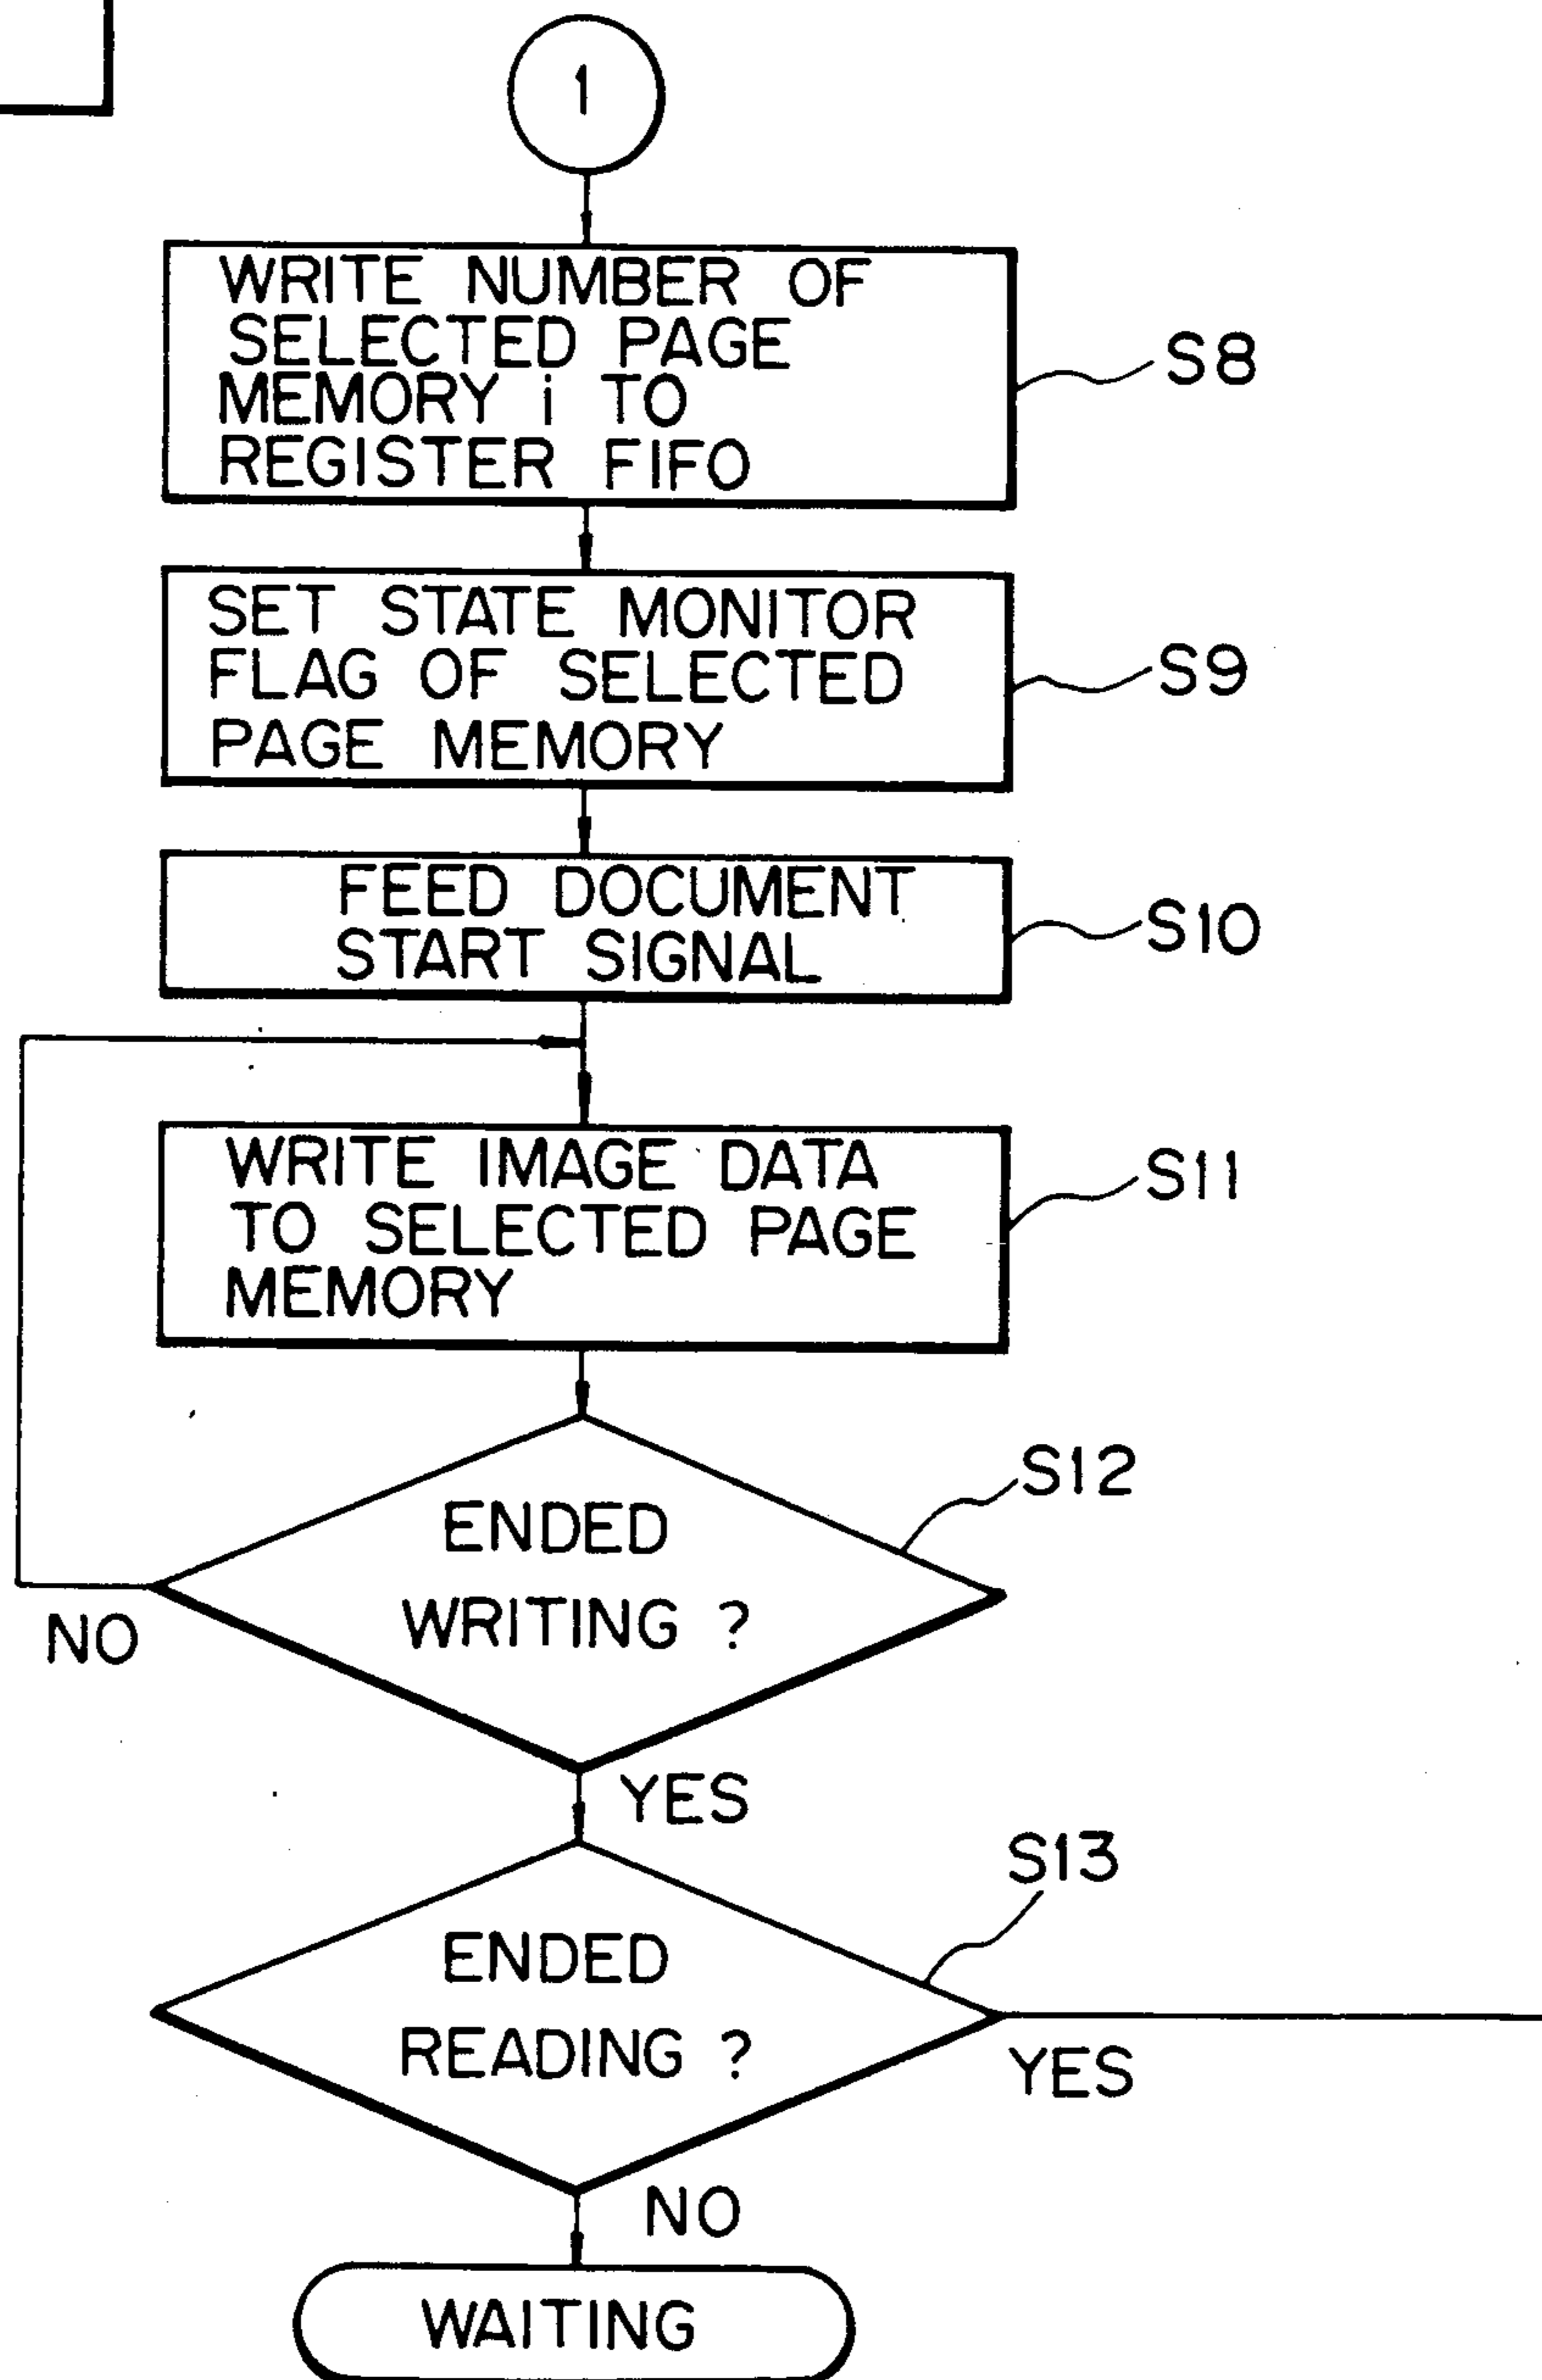 1
WRITE NUMBER OF
SELECTED PAGE
MEMORY i TO
REGISTER FIFO
S8
SET STATE MONITOR
FLAG OF SELECTED
PAGE MEMORY
S9
FEED DOCUMENT
START SIGNAL
S10
WRITE IMAGE DATA
TO SELECTED PAGE
MEMORY
S11
ENDED
WRITING ?
S12
NO
YES
ENDED
READING ?
S13
YES
NO
WAITING